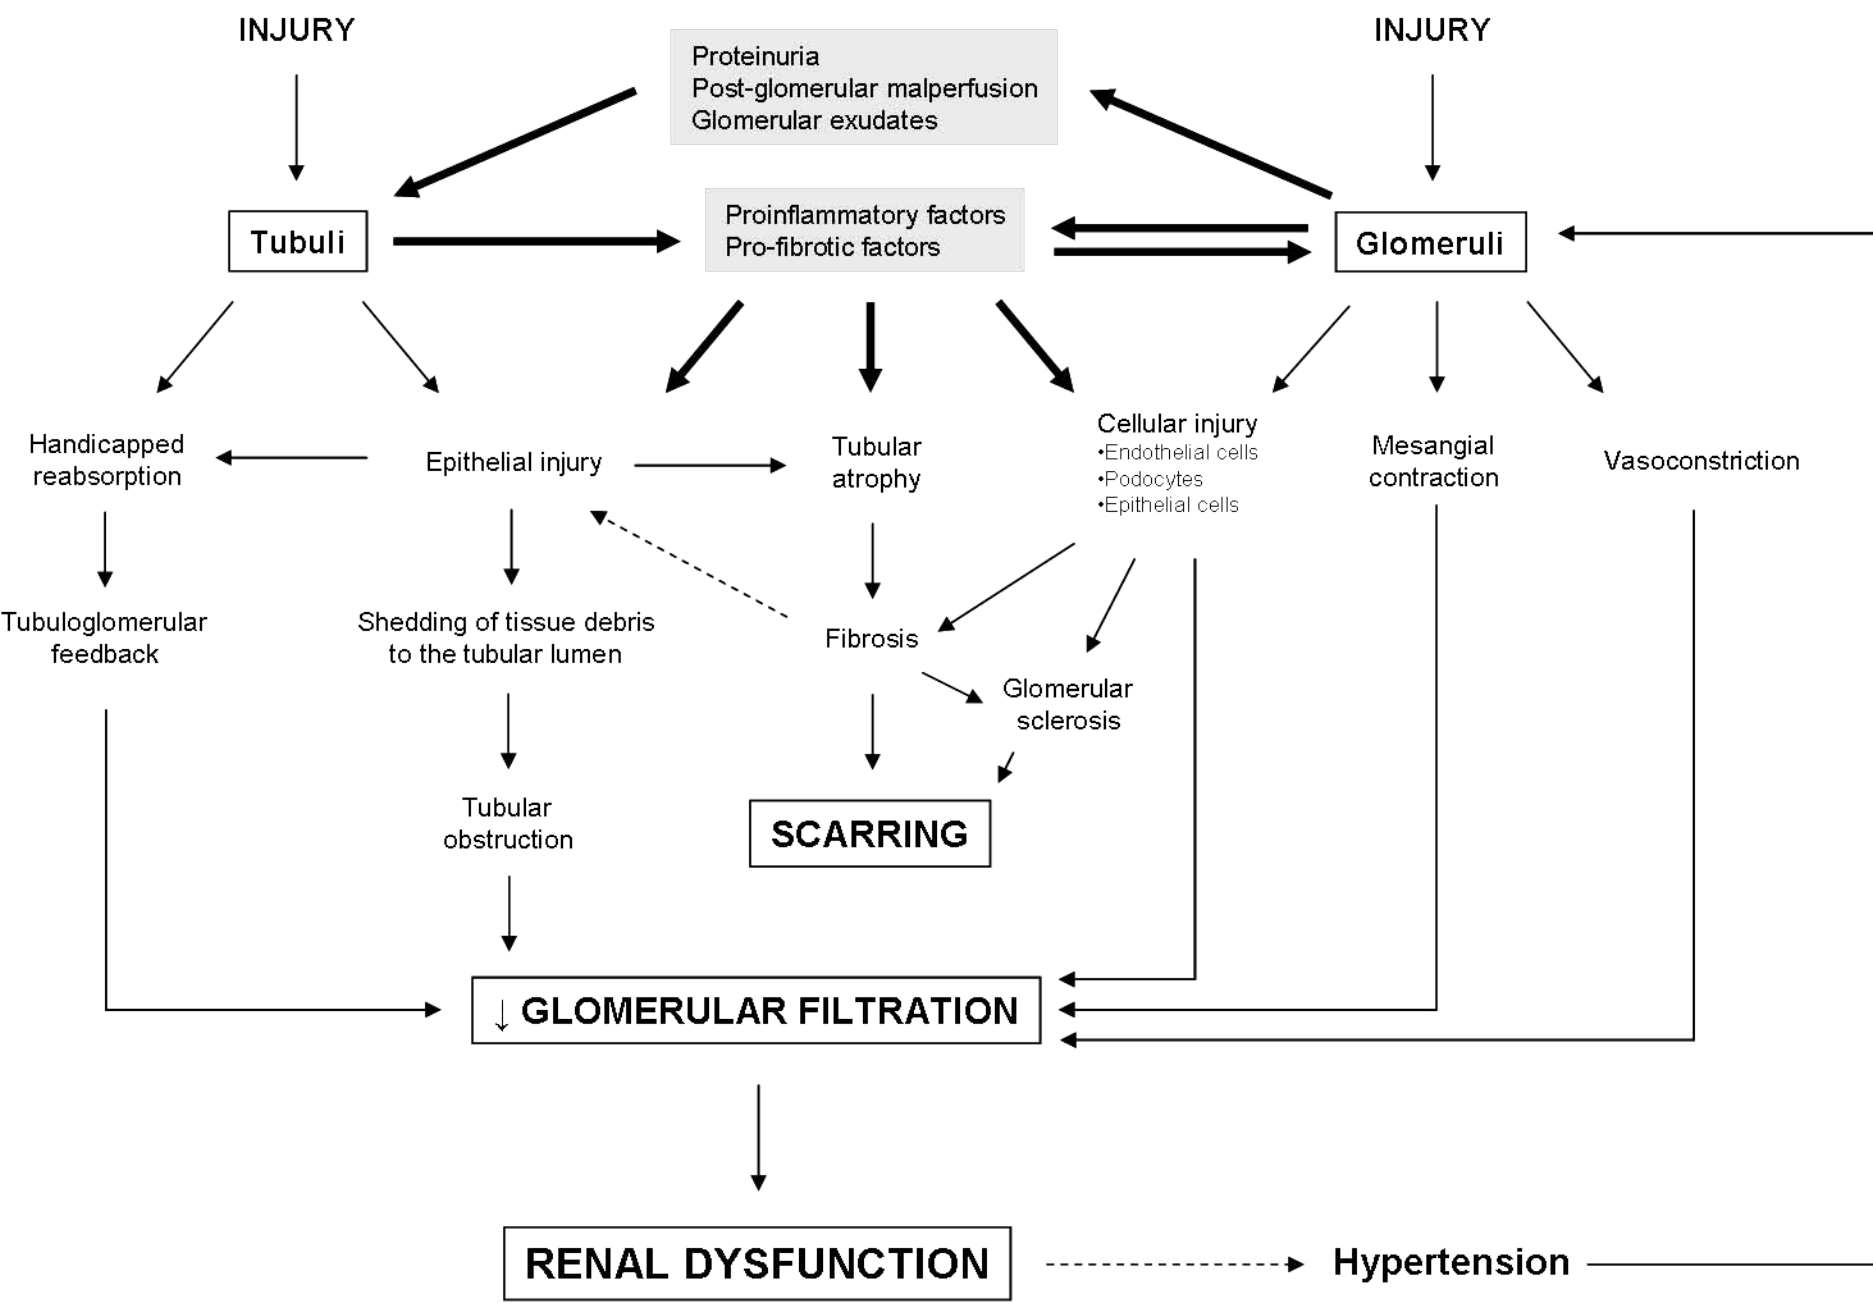 INJURY
INJURY
Proteinuria
Post-glomerular malperfusion
Glomerular exudates
Tubuli
Proinflammatory factors
Pro-fibrotic factors
Glomeruli
Handicapped
reabsorption
Epithelial injury
Tubular
atrophy
Cellular injury
•Endothelial cells
•Podocytes
•Epithelial cells
Mesangial
contraction
Vasoconstriction
Tubuloglomerular
feedback
Shedding of tissue debris
to the tubular lumen
Fibrosis
Glomerular
sclerosis
Tubular
obstruction
SCARRING
↓ GLOMERULAR FILTRATION
RENAL DYSFUNCTION
Hypertension